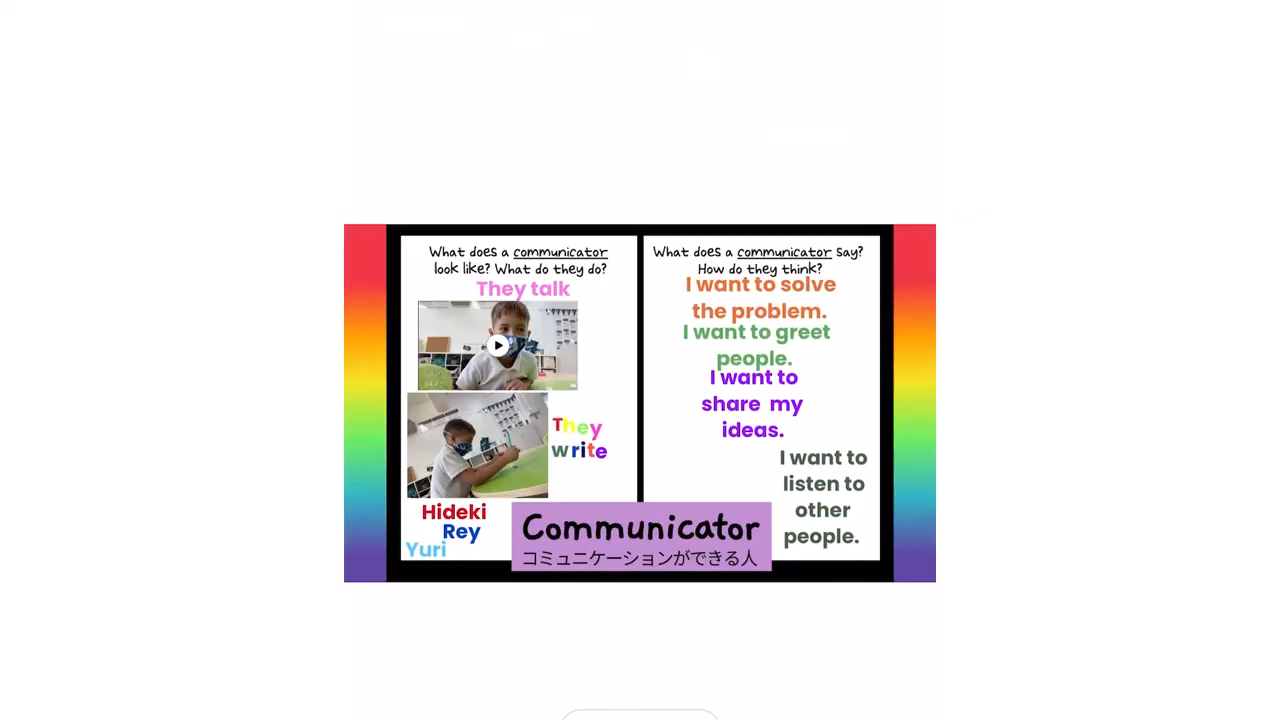 What does a communicator
look like? What do they do?
They talk
They
write
Hideki
Rey
Yuri
What does a communicator say?
How do they think?
I want to solve
the problem.
I want to greet
people.
I want to
share my
ideas.
I want to
listen to
other
people.
Communicator
コミュニケーションができる人